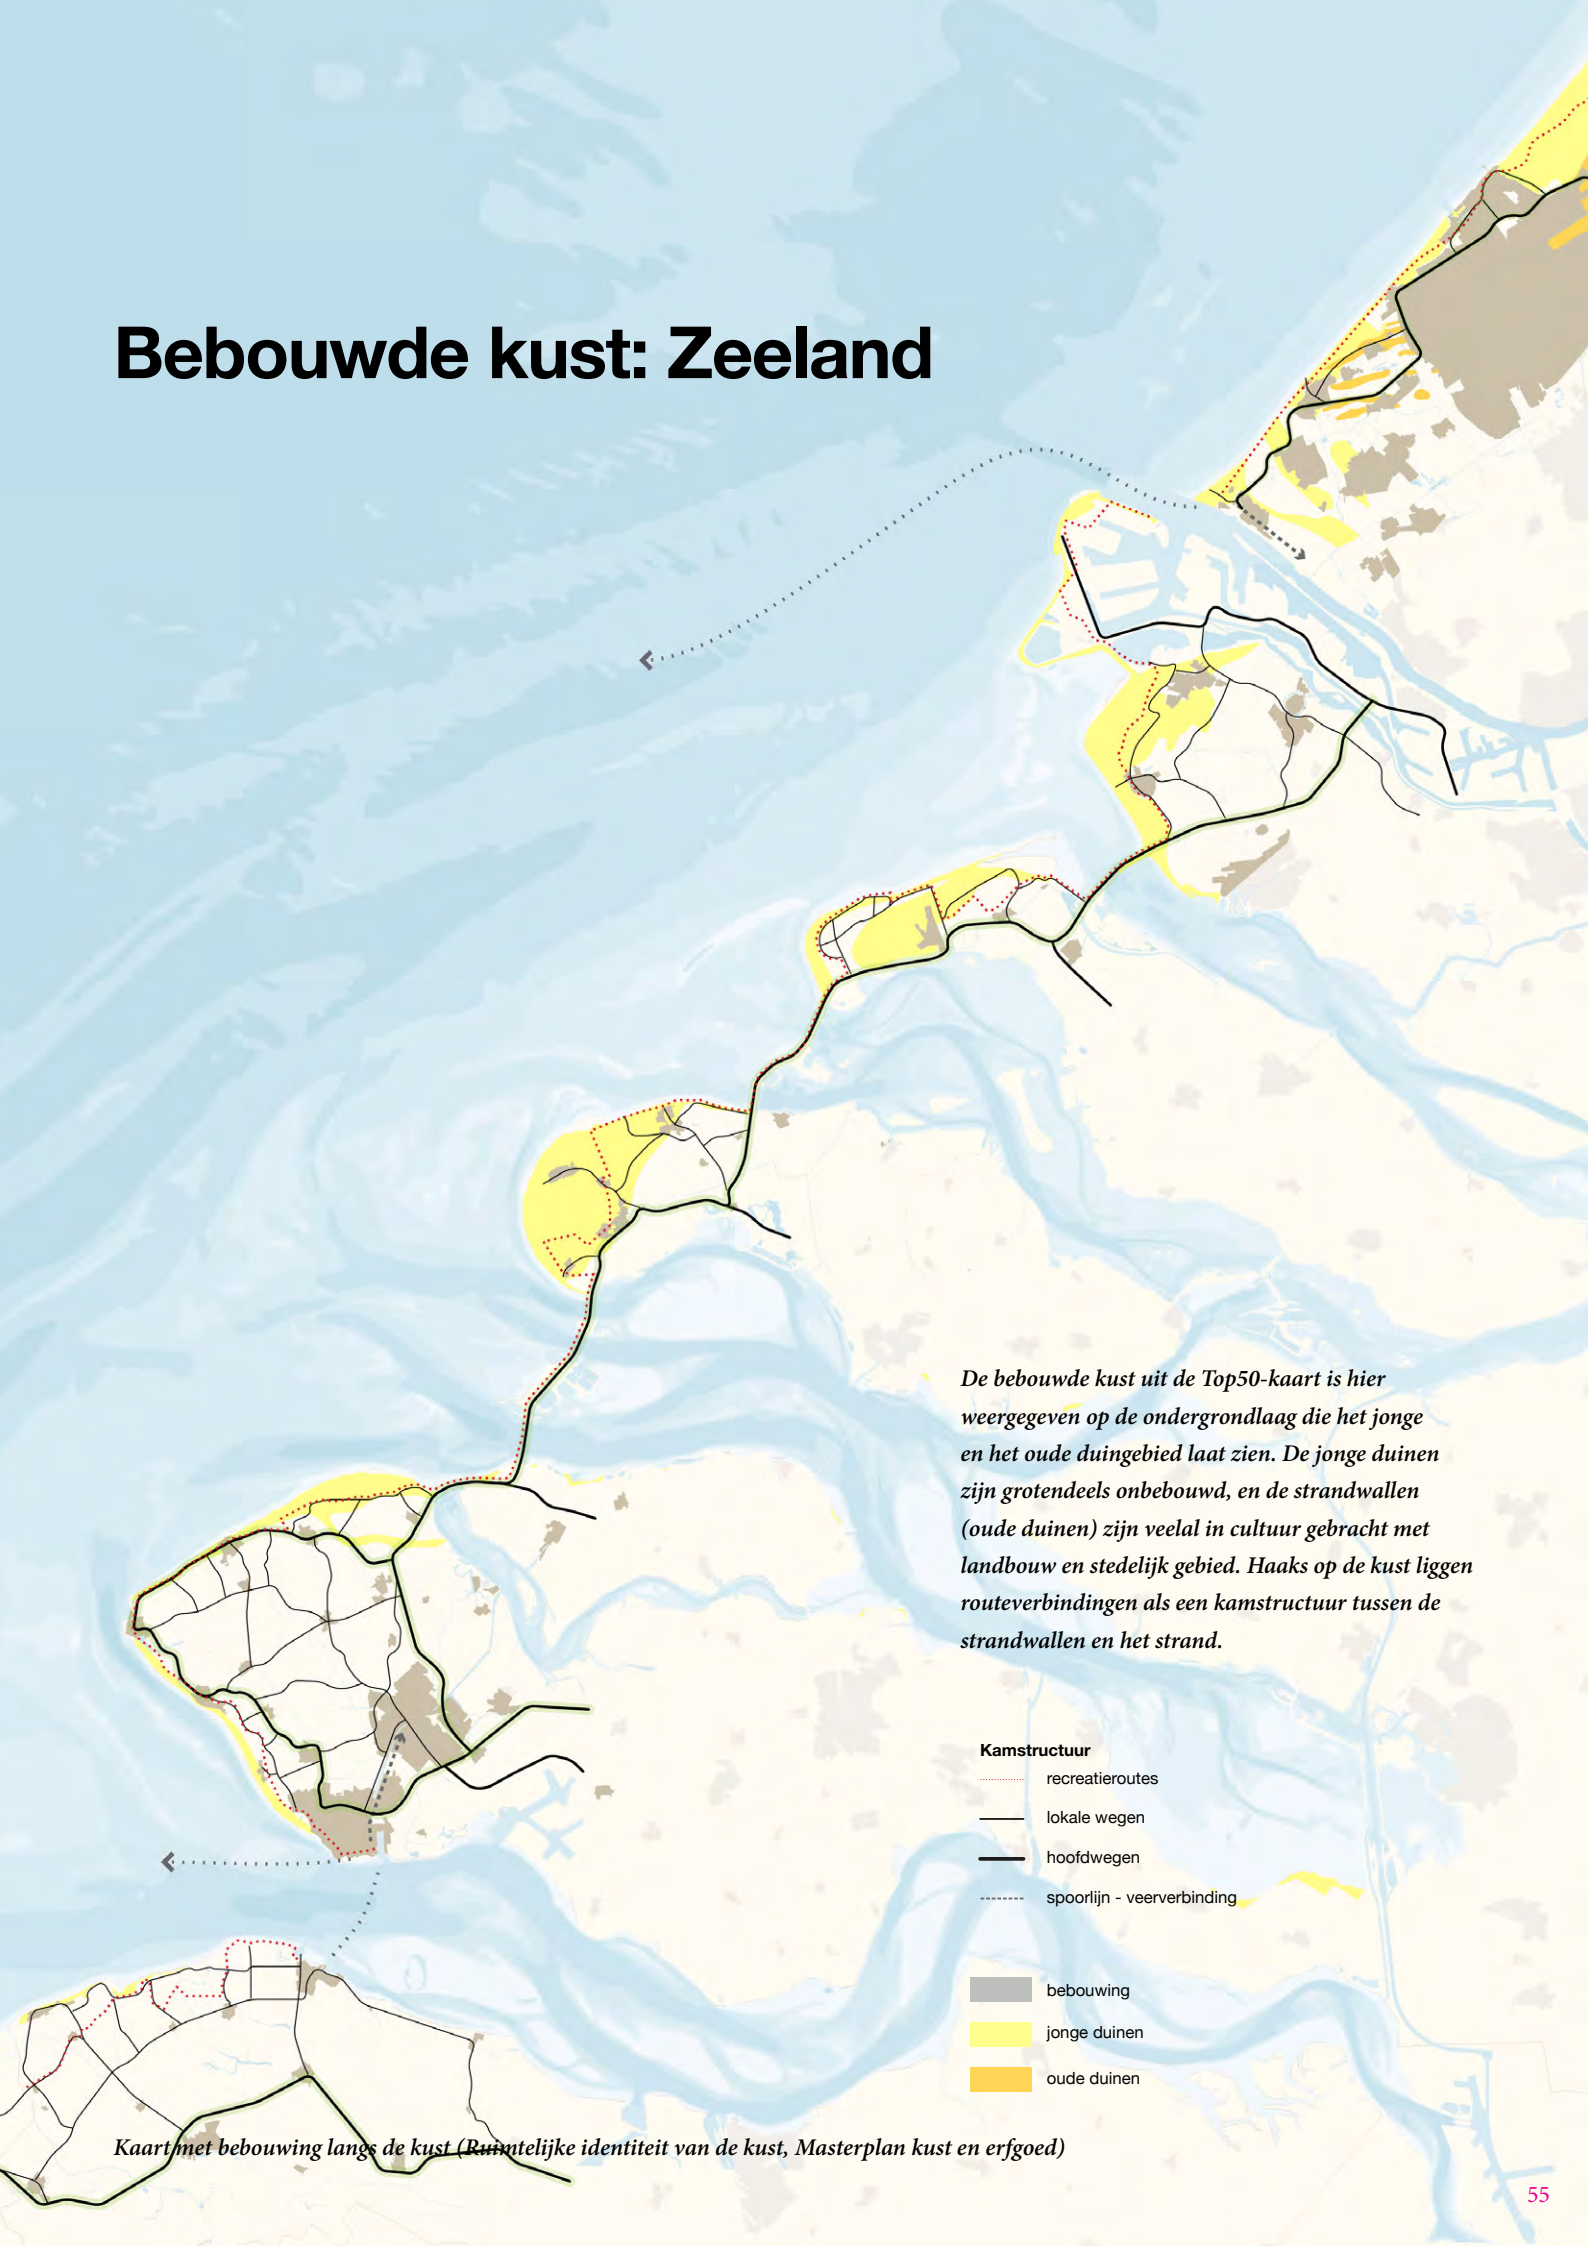 Bebouwde kust: Zeeland
De bebouwde kust uit de Top50-kaart is hier
weergegeven op de ondergrondlaag die het jonge
en het oude duingebied laat zien. De jonge duinen
zijn grotendeels onbebouwd, en de strandwallen
(oude duinen) zijn veelal in cultuur gebracht met
landbouw en stedelijk gebied. Haaks op de kust liggen
routeverbindingen als een kamstructuur tussen de
strandwallen en het strand.
Kamstructuur
recreatieroutes
lokale wegen
hoofdwegen
spoorlijn - veerverbinding
bebouwing
jonge duinen
oude duinen
Kaart met bebouwing langs de kust (Ruimtelijke identiteit van de kust, Masterplan kust en erfgoed)
55